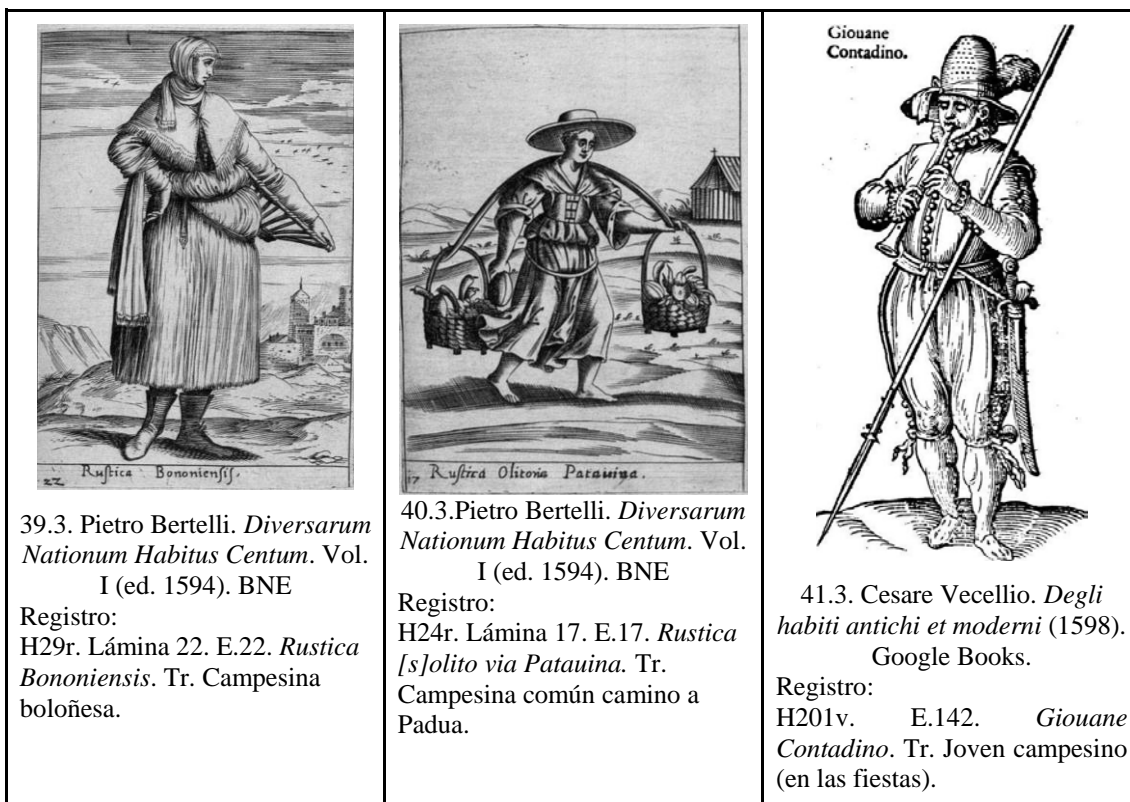 22 Rustica Bononiensis.
39.3. Pietro Bertelli. Diversarum
Nationum Habitus Centum. Vol.
I (ed. 1594). BNE
Registro:
H29r. Lámina 22. E.22. Rustica
Bononiensis. Tr. Campesina
boloñesa.
17 Rustica Olitoria Patauina.
40.3.Pietro Bertelli. Diversarum
Nationum Habitus Centum. Vol.
I (ed. 1594). BNE
Registro:
H24r. Lámina 17. E.17. Rustica
[s]olito via Patauina. Tr.
Campesina común camino a
Padua.
Giouane
Contadino.
41.3. Cesare Vecellio. Degli
habiti antichi et moderni (1598).
Google Books.
Registro:
H201v. E.142. Giouane
Contadino. Tr. Joven campesino
(en las fiestas).